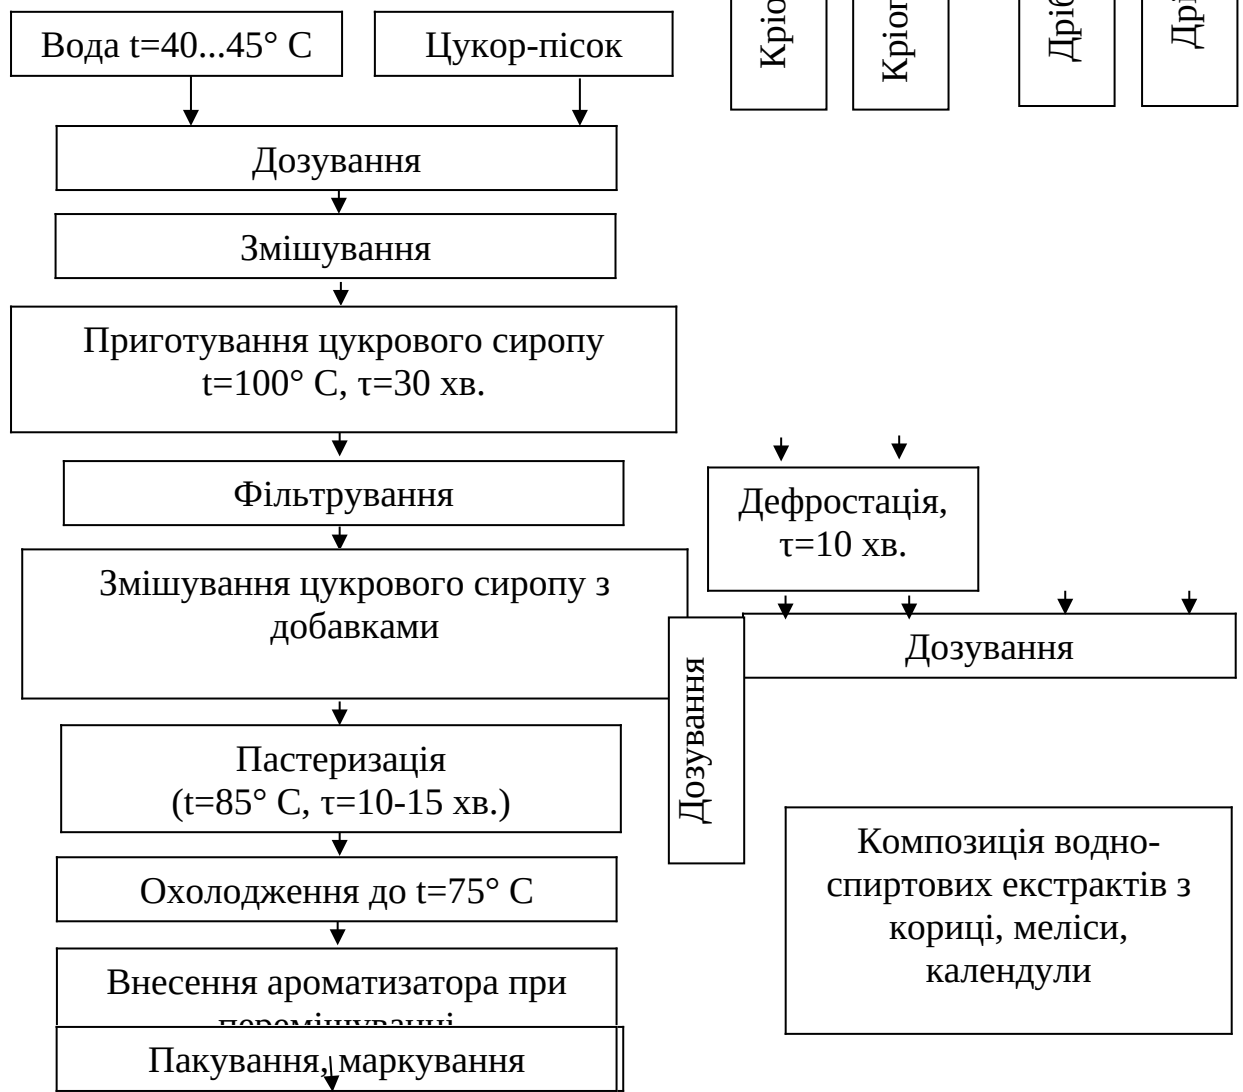 Вода t=40...45° C
Цукор-пісок
Дозування
Змішування
Приготування цукрового сиропу
t=100° C, τ=30 хв.
Фільтрування
Дефростація,
τ=10 хв.
Змішування цукрового сиропу з
добавками
Дозування
Дозування
Пастеризація
(t=85° C, τ=10-15 хв.)
Охолодження до t=75° C
Композиція водно-
спиртових екстрактів з
кориці, меліси,
календули
Внесення ароматизатора при
перемішуванні
Пакування, маркування